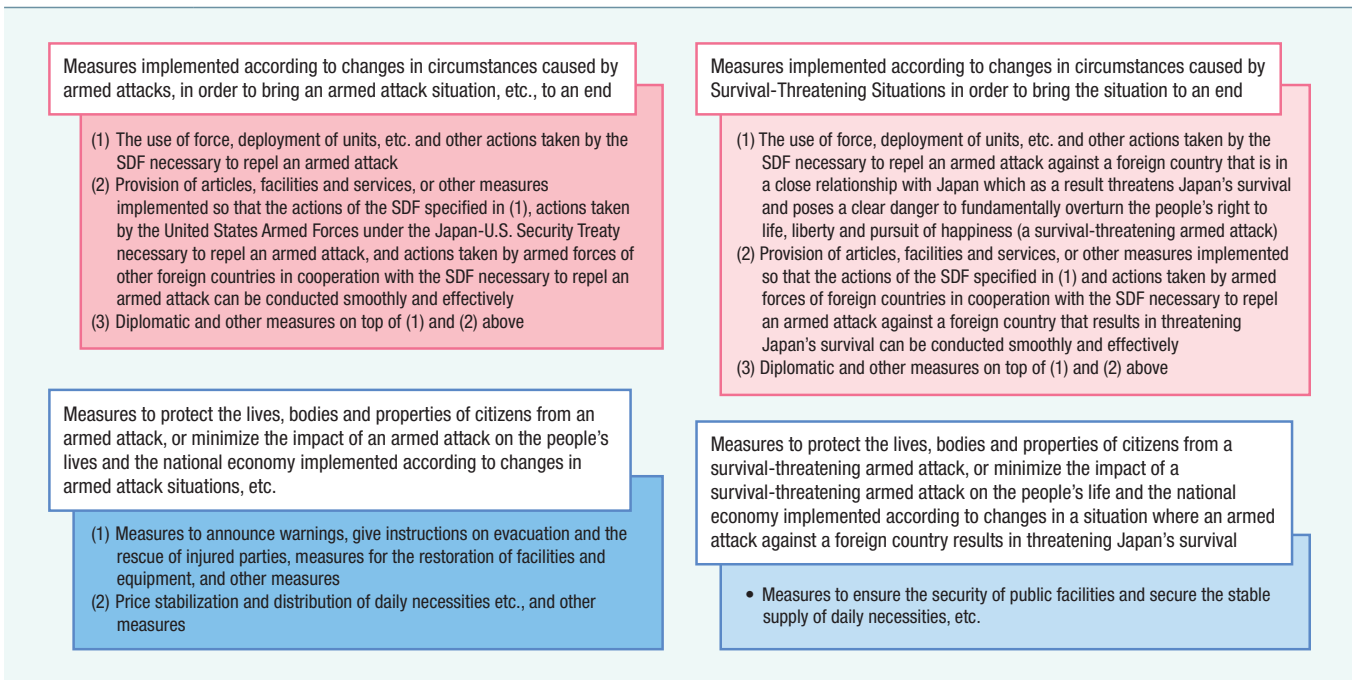 Measures implemented according to changes in circumstances caused by
armed attacks, in order to bring an armed attack situation, etc., to an end
(1) The use of force, deployment of units, etc. and other actions taken by the
SDF necessary to repel an armed attack
(2) Provision of articles, facilities and services, or other measures
implemented so that the actions of the SDF specified in (1), actions taken
by the United States Armed Forces under the Japan-U.S. Security Treaty
necessary to repel an armed attack, and actions taken by armed forces of
other foreign countries in cooperation with the SDF necessary to repel an
armed attack can be conducted smoothly and effectively
(3) Diplomatic and other measures on top of (1) and (2) above
Measures to protect the lives, bodies and properties of citizens from an
armed attack, or minimize the impact of an armed attack on the people’s
lives and the national economy implemented according to changes in
armed attack situations, etc.
(1) Measures to announce warnings, give instructions on evacuation and the
rescue of injured parties, measures for the restoration of facilities and
equipment, and other measures
(2) Price stabilization and distribution of daily necessities etc., and other
measures
Measures implemented according to changes in circumstances caused by
Survival-Threatening Situations in order to bring the situation to an end
(1) The use of force, deployment of units, etc. and other actions taken by the
SDF necessary to repel an armed attack against a foreign country that is in
a close relationship with Japan which as a result threatens Japan’s survival
and poses a clear danger to fundamentally overturn the people’s right to
life, liberty and pursuit of happiness (a survival-threatening armed attack)
(2) Provision of articles, facilities and services, or other measures implemented
so that the actions of the SDF specified in (1) and actions taken by armed
forces of foreign countries in cooperation with the SDF necessary to repel
an armed attack against a foreign country that results in threatening
Japan’s survival can be conducted smoothly and effectively
(3) Diplomatic and other measures on top of (1) and (2) above
Measures to protect the lives, bodies and properties of citizens from a
survival-threatening armed attack, or minimize the impact of a
survival-threatening armed attack on the people’s life and the national
economy implemented according to changes in a situation where an armed
attack against a foreign country results in threatening Japan’s survival
• Measures to ensure the security of public facilities and secure the stable
supply of daily necessities, etc.